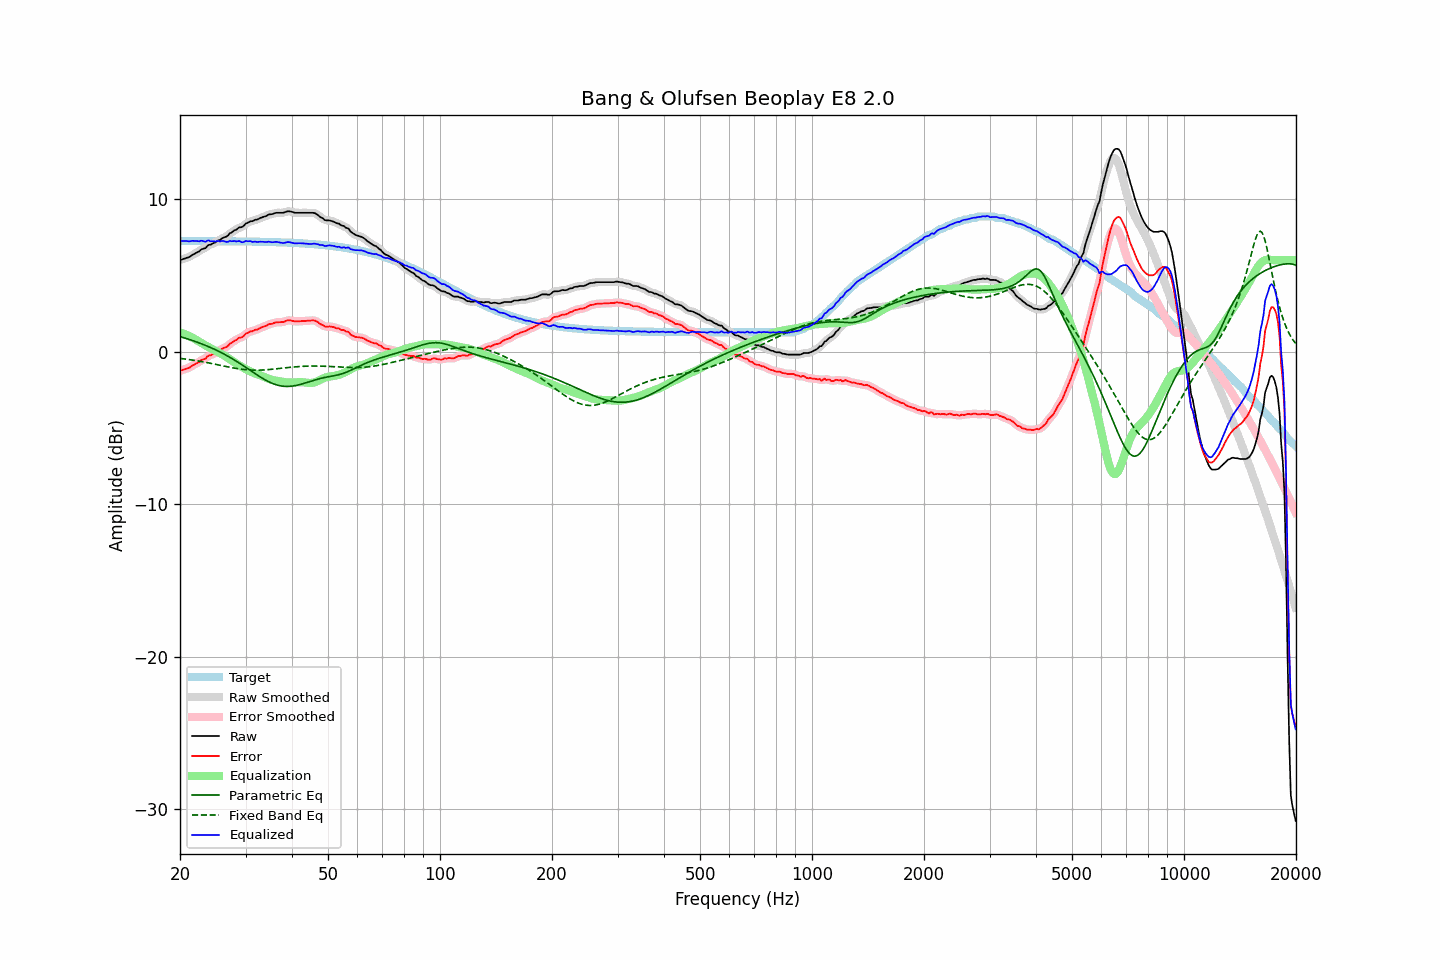 Bang & Olufsen Beoplay E8 2.0
Amplitude (dBr)
10
0
−10
−20
−30
Target
Raw Smoothed
Error Smoothed
Raw
Error
Equalization
Parametric Eq
Fixed Band Eq
Equalized
20 50 100 200 500 1000 2000 5000 10000 20000
Frequency (Hz)